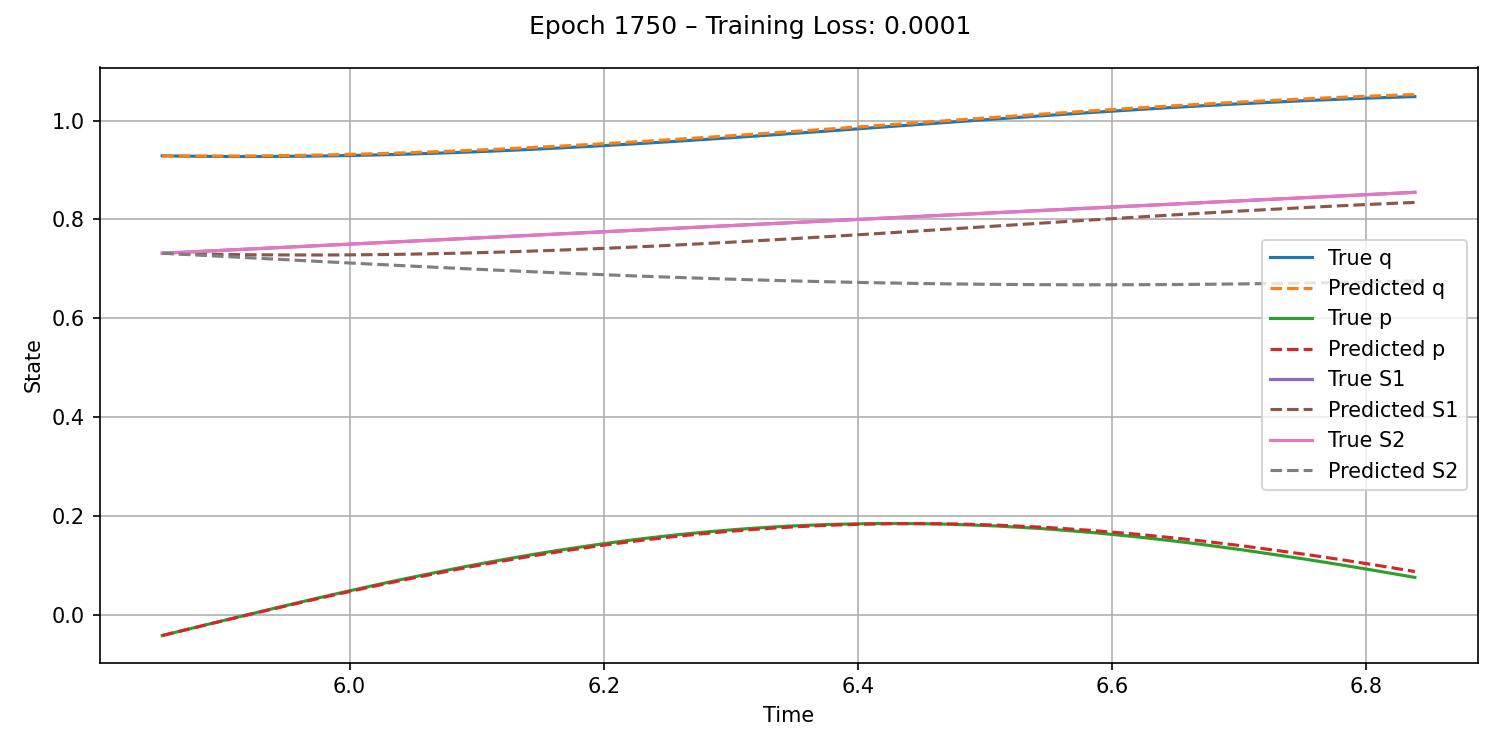 Epoch 1750 – Training Loss: 0.0001
1.0
0.8
0.6
0.4
0.2
0.0
State
6.0 6.2 6.4 6.6 6.8
Time
True q
Predicted q
True p
Predicted p
True S1
Predicted S1
True S2
Predicted S2